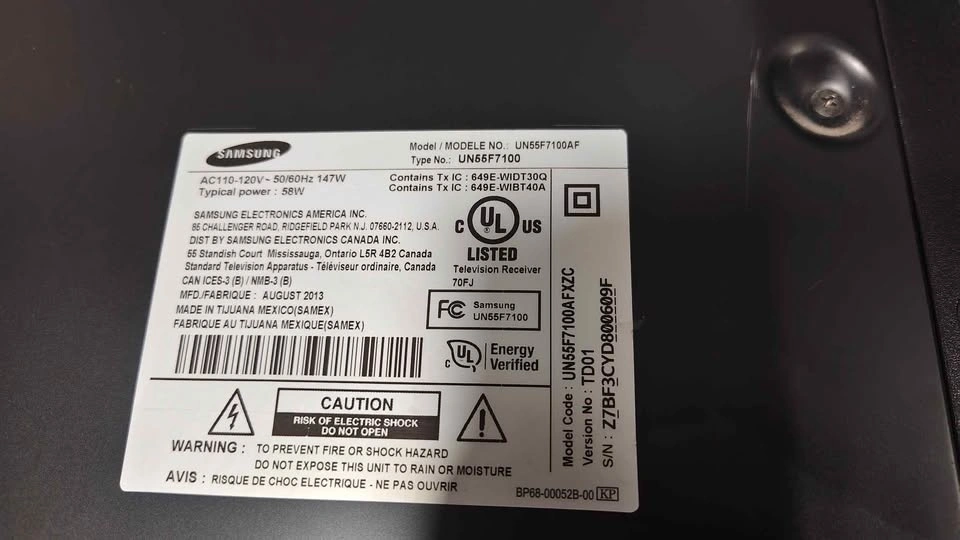 SAMSUNG
Model / MODELE NO.: UN55F7100AF
Type No.: UN55F7100
AC110-120V~ 50/60Hz 147W
Typical power : 58W
Contains Tx IC : 649E-WIDT30Q
Contains Tx IC : 649E-WIBT40A
SAMSUNG ELECTRONICS AMERICA INC.
85 CHALLENGER ROAD, RIDGEFIELD PARK N.J. 07660-2112, U.S.A.
DIST BY SAMSUNG ELECTRONICS CANADA INC.
55 Standish Court Mississauga, Ontario L5R 4B2 Canada
Standard Television Apparatus - Téléviseur ordinaire, Canada
CAN ICES-3 (B) / NMB-3 (B)
MFD./FABRIQUE : AUGUST 2013
MADE IN TIJUANA MEXICO(SAMEX)
FABRIQUE AU TIJUANA MEXIQUE(SAMEX)
C UL US
LISTED
Television Receiver
70FJ
FC Samsung
UN55F7100
C UL Energy
Verified
CAUTION
RISK OF ELECTRIC SHOCK
DO NOT OPEN
WARNING : TO PREVENT FIRE OR SHOCK HAZARD
DO NOT EXPOSE THIS UNIT TO RAIN OR MOISTURE
AVIS : RISQUE DE CHOC ELECTRIQUE - NE PAS OUVRIR
BP68-00052B-00 KP
Model Code : UN55F7100AFXZC
Version No : TD01
S/N : Z7BF3CYD800609F